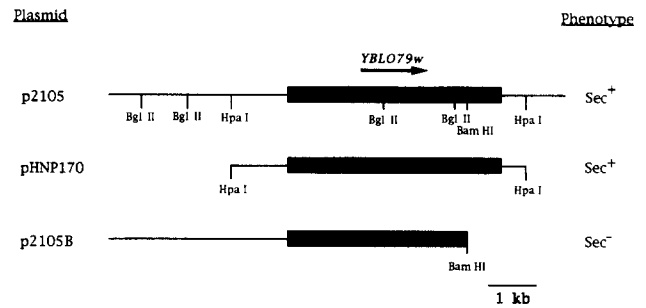 Plasmid Phenotype
YBLO79w
p2105 Sec+
Bgl II Bgl II Hpa I Bgl II Bgl II Hpa I
Bam HI
pHNP170 Sec+
Hpa I Hpa I
p2105B Sec-
Bam HI
1 kb